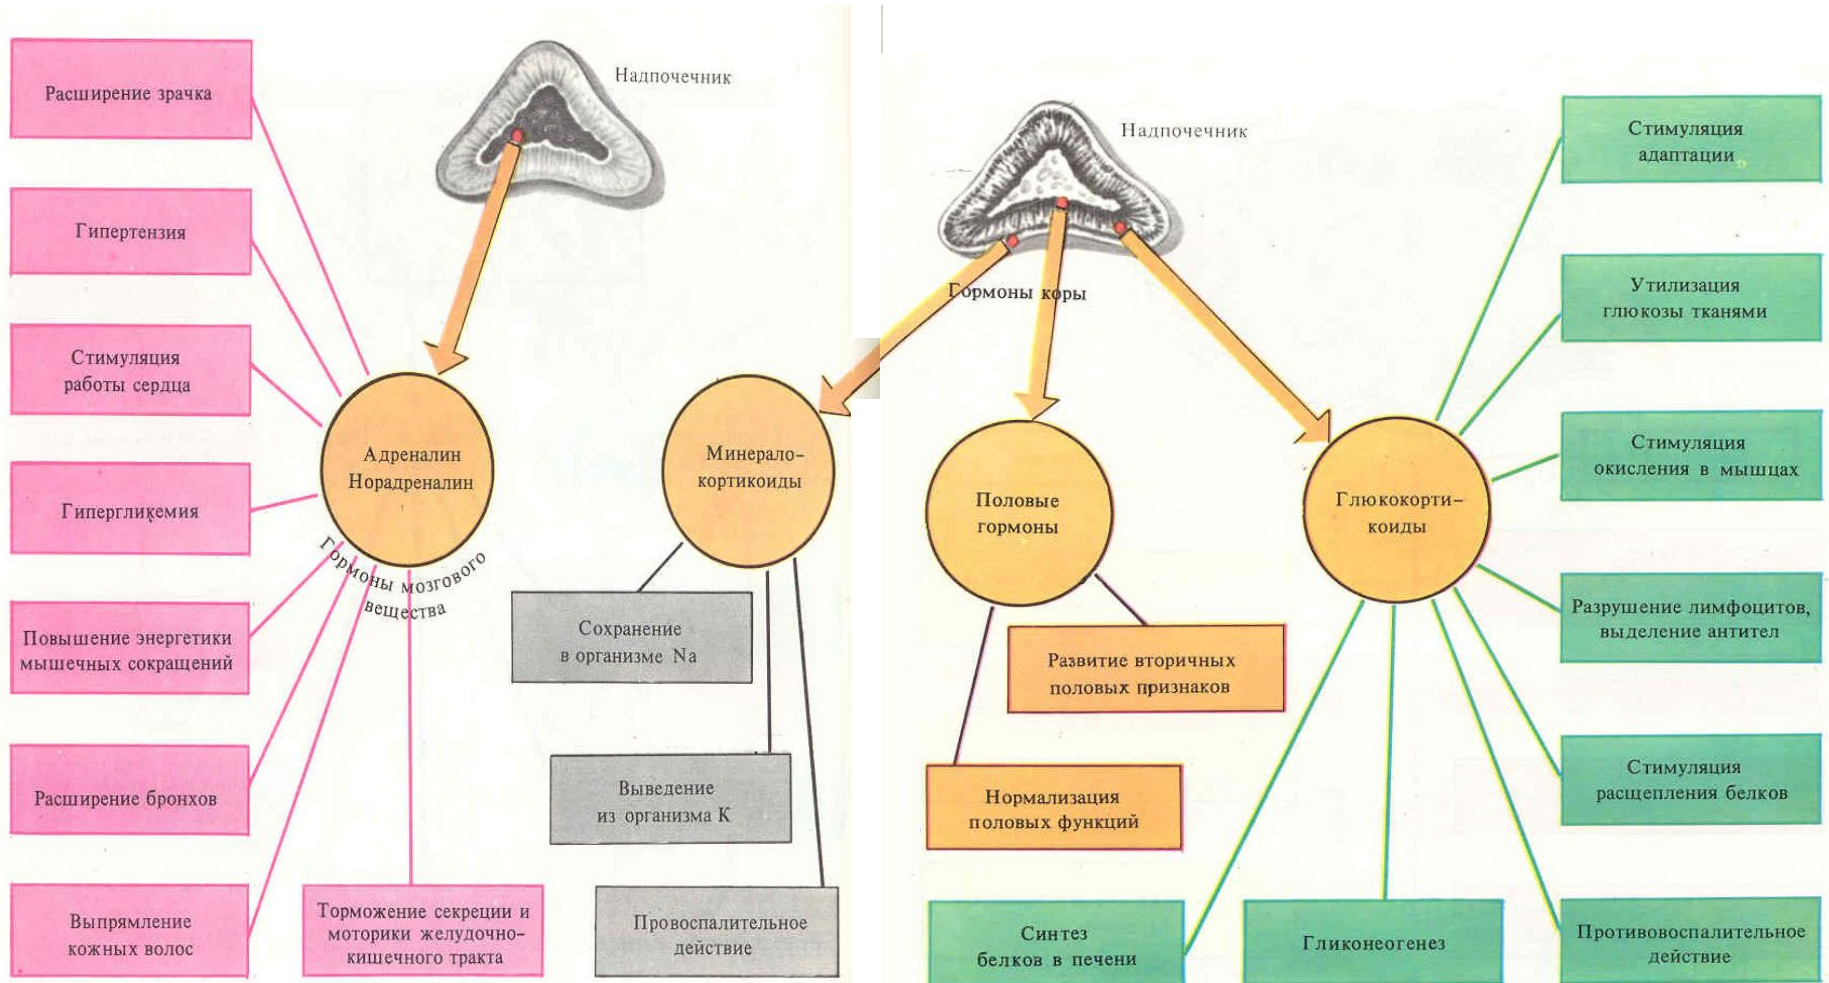 Надпочечник
Расширение зрачка
Гипертензия
Стимуляция
работы сердца
Гипергликемия
Повышение энергетики
мышечных сокращений
Расширение бронхов
Выпрямление
кожных волос
Торможение секреции и
моторики желудочно-
кишечного тракта
Адреналин
Норадреналин
Гормоны мозгового
вещества
Минерало-
кортикоиды
Сохранение
в организме Na
Выведение
из организма К
Провоспалительное
действие
Надпочечник
Гормоны коры
Половые
гормоны
Развитие вторичных
половых признаков
Нормализация
половых функций
Глюкокорти-
коиды
Стимуляция
адаптации
Утилизация
глюкозы тканями
Стимуляция
окисления в мышцах
Разрушение лимфоцитов,
выделение антител
Стимуляция
расщепления белков
Синтез
белков в печени
Гликонеогенез
Противовоспалительное
действие